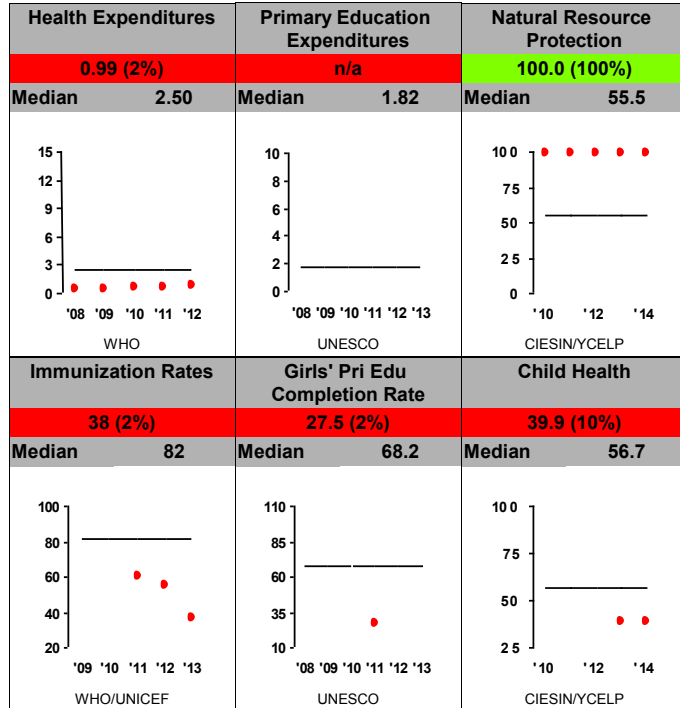 Health Expenditures
0.99 (2%)
Median 2.50
15
12
9
6
3
0
'08 '09 '10 '11 '12
WHO
Primary Education
Expenditures
n/a
Median 1.82
10
8
6
4
2
0
'08 '09 '10 '11 '12 '13
UNESCO
Natural Resource
Protection
100.0 (100%)
Median 55.5
100
75
50
25
0
'10 '12 '14
CIESIN/YCELP
Immunization Rates
38 (2%)
Median 82
100
80
60
40
20
'09 '10 '11 '12 '13
WHO/UNICEF
Girls' Pri Edu
Completion Rate
27.5 (2%)
Median 68.2
110
85
60
35
10
'08 '09 '10 '11 '12 '13
UNESCO
Child Health
39.9 (10%)
Median 56.7
100
75
50
25
'10 '12 '14
CIESIN/YCELP